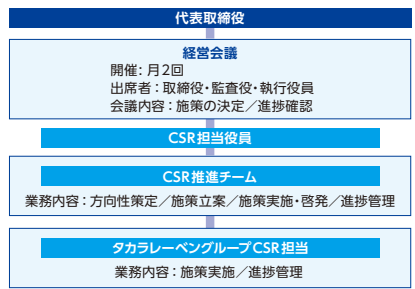 代表取締役
経営会議
開催：月2回
出席者：取締役・監査役・執行役員
会議内容：施策の決定／進捗確認
CSR担当役員
CSR推進チーム
業務内容：方向性策定／施策立案／施策実施・啓発／進捗管理
タカラレーベングループCSR担当
業務内容：施策実施／進捗管理